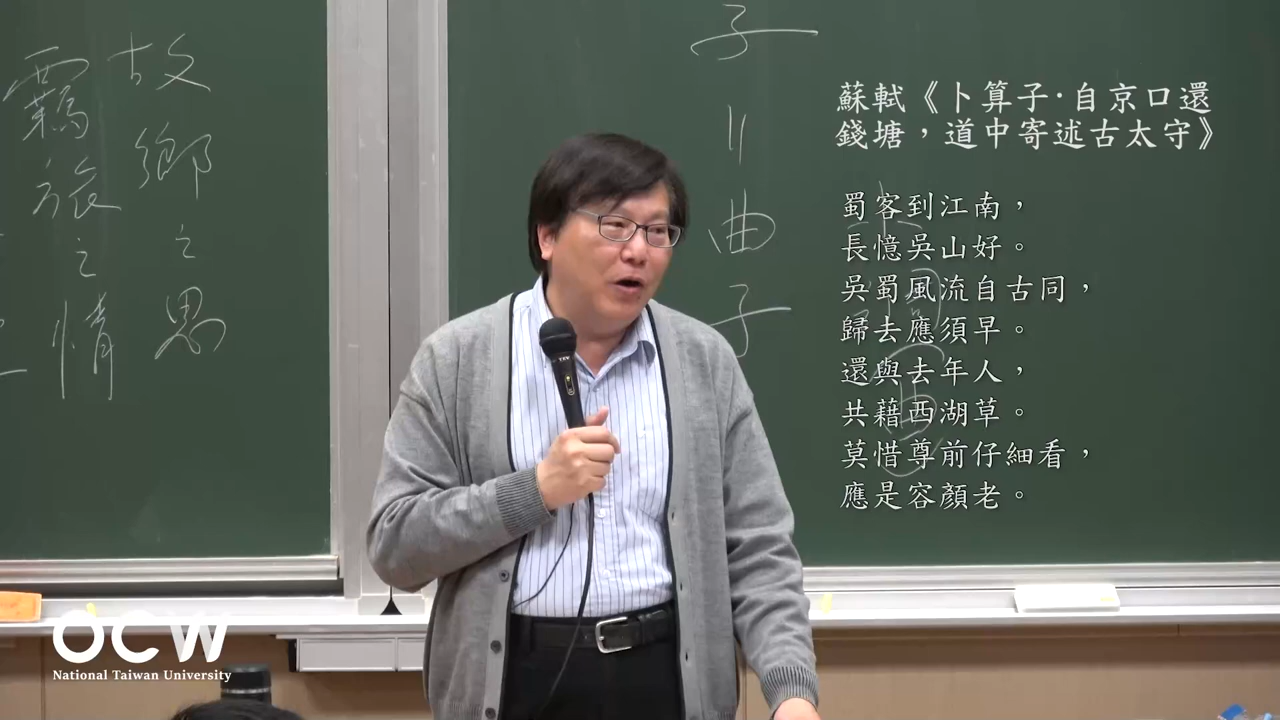 故鄉之思
羈旅之情
子=曲子
蘇軾《卜算子·自京口還
錢塘，道中寄述古太守》
蜀客到江南，
長憶吳山好。
吳蜀風流自古同，
歸去應須早。
還與去年人，
共藉西湖草。
莫惜尊前仔細看，
應是容顏老。
OCW
National Taiwan University